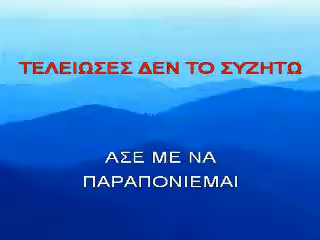 ΤΕΛΕΙΩΣΕΣ ΔΕΝ ΤΟ ΣΥΖΗΤΩ
ΑΣΕ ΜΕ ΝΑ
ΠΑΡΑΠΟΝΙΕΜΑΙ